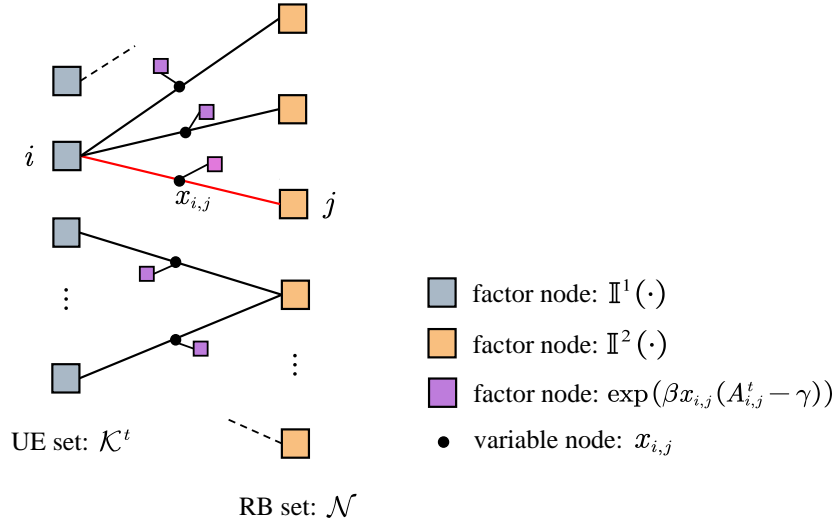 i
x_{i,j}
j
⋮
⋮
factor node: 𝕀^1(·)
factor node: 𝕀^2(·)
factor node: exp(βx_{i,j}(A^t_{i,j} − γ))
variable node: x_{i,j}
UE set: 𝒦^t
RB set: 𝒩